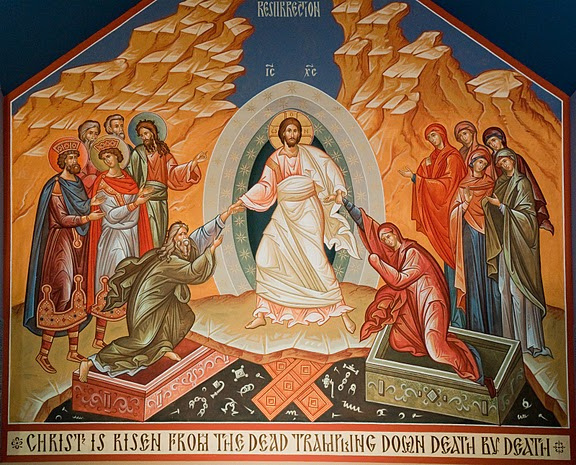 RESURRECTION
IC XC
CHRIST IS RISEN FROM THE DEAD TRAMPLING DOWN DEATH BY DEATH